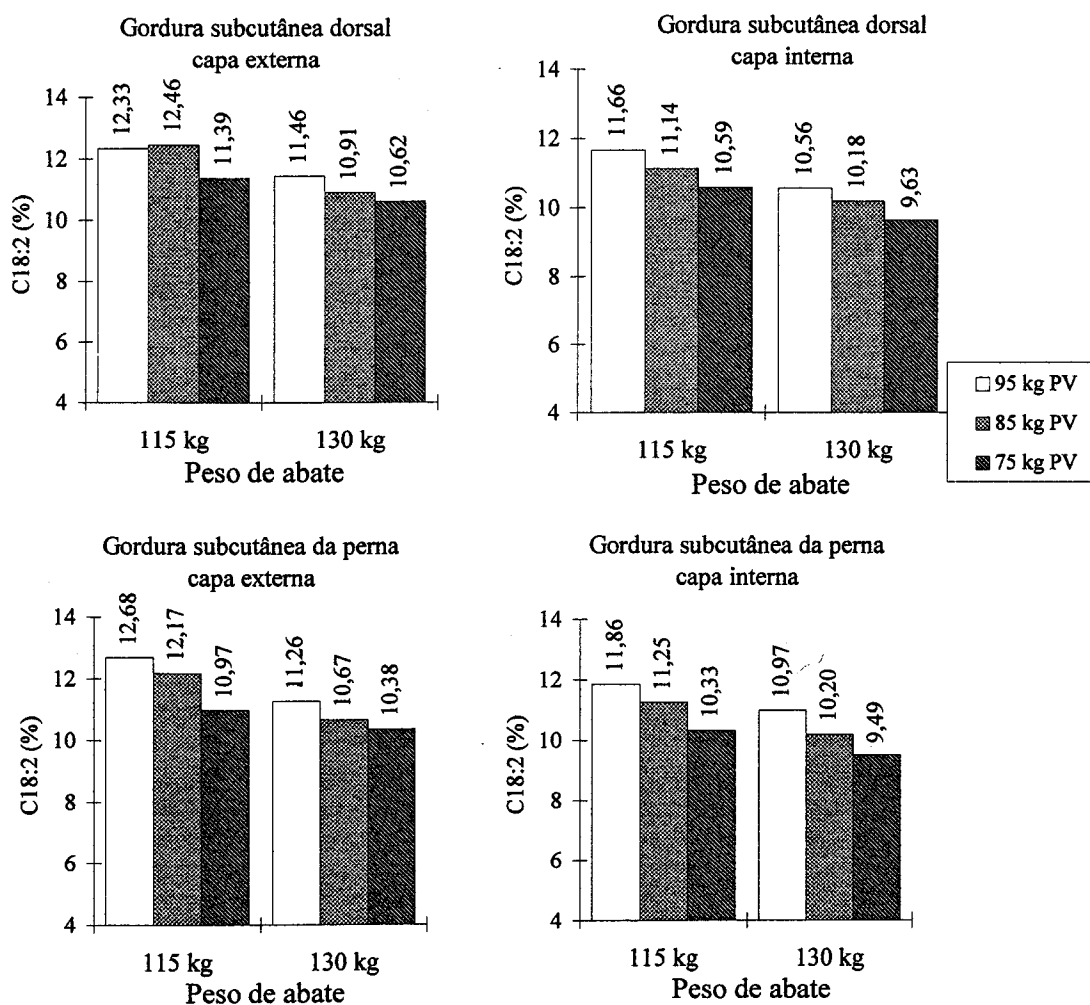 Gordura subcutânea dorsal
capa externa
C18:2 (%)
14
12
10
8
6
4
12,33
12,46
11,39
11,46
10,91
10,62
115 kg
130 kg
Peso de abate
Gordura subcutânea dorsal
capa interna
C18:2 (%)
14
12
10
8
6
4
11,66
11,14
10,59
10,56
10,18
9,63
115 kg
130 kg
Peso de abate
95 kg PV
85 kg PV
75 kg PV
Gordura subcutânea da perna
capa externa
C18:2 (%)
14
12
10
8
6
4
12,68
12,17
10,97
11,26
10,67
10,38
115 kg
130 kg
Peso de abate
Gordura subcutânea da perna
capa interna
C18:2 (%)
14
12
10
8
6
4
11,86
11,25
10,33
10,97
10,20
9,49
115 kg
130 kg
Peso de abate